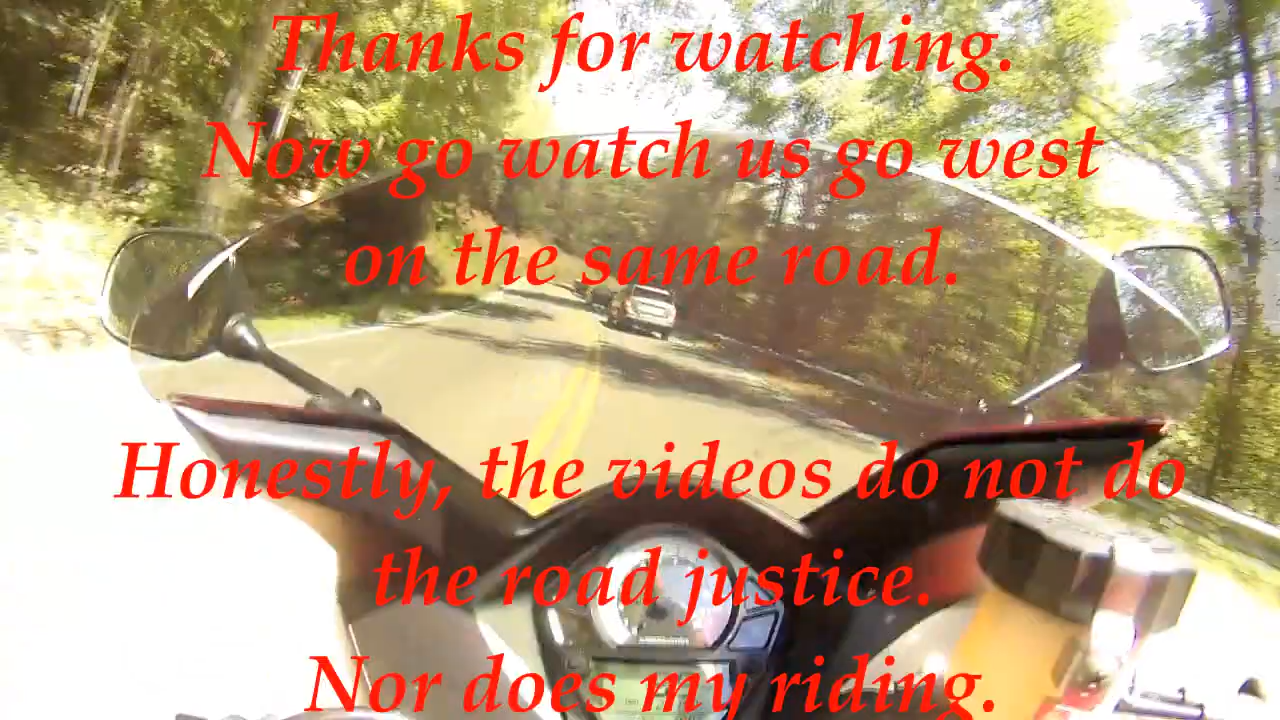 Thanks for watching.
Now go watch us go west
on the same road.
Honestly, the videos do not do
the road justice.
Nor does my riding.